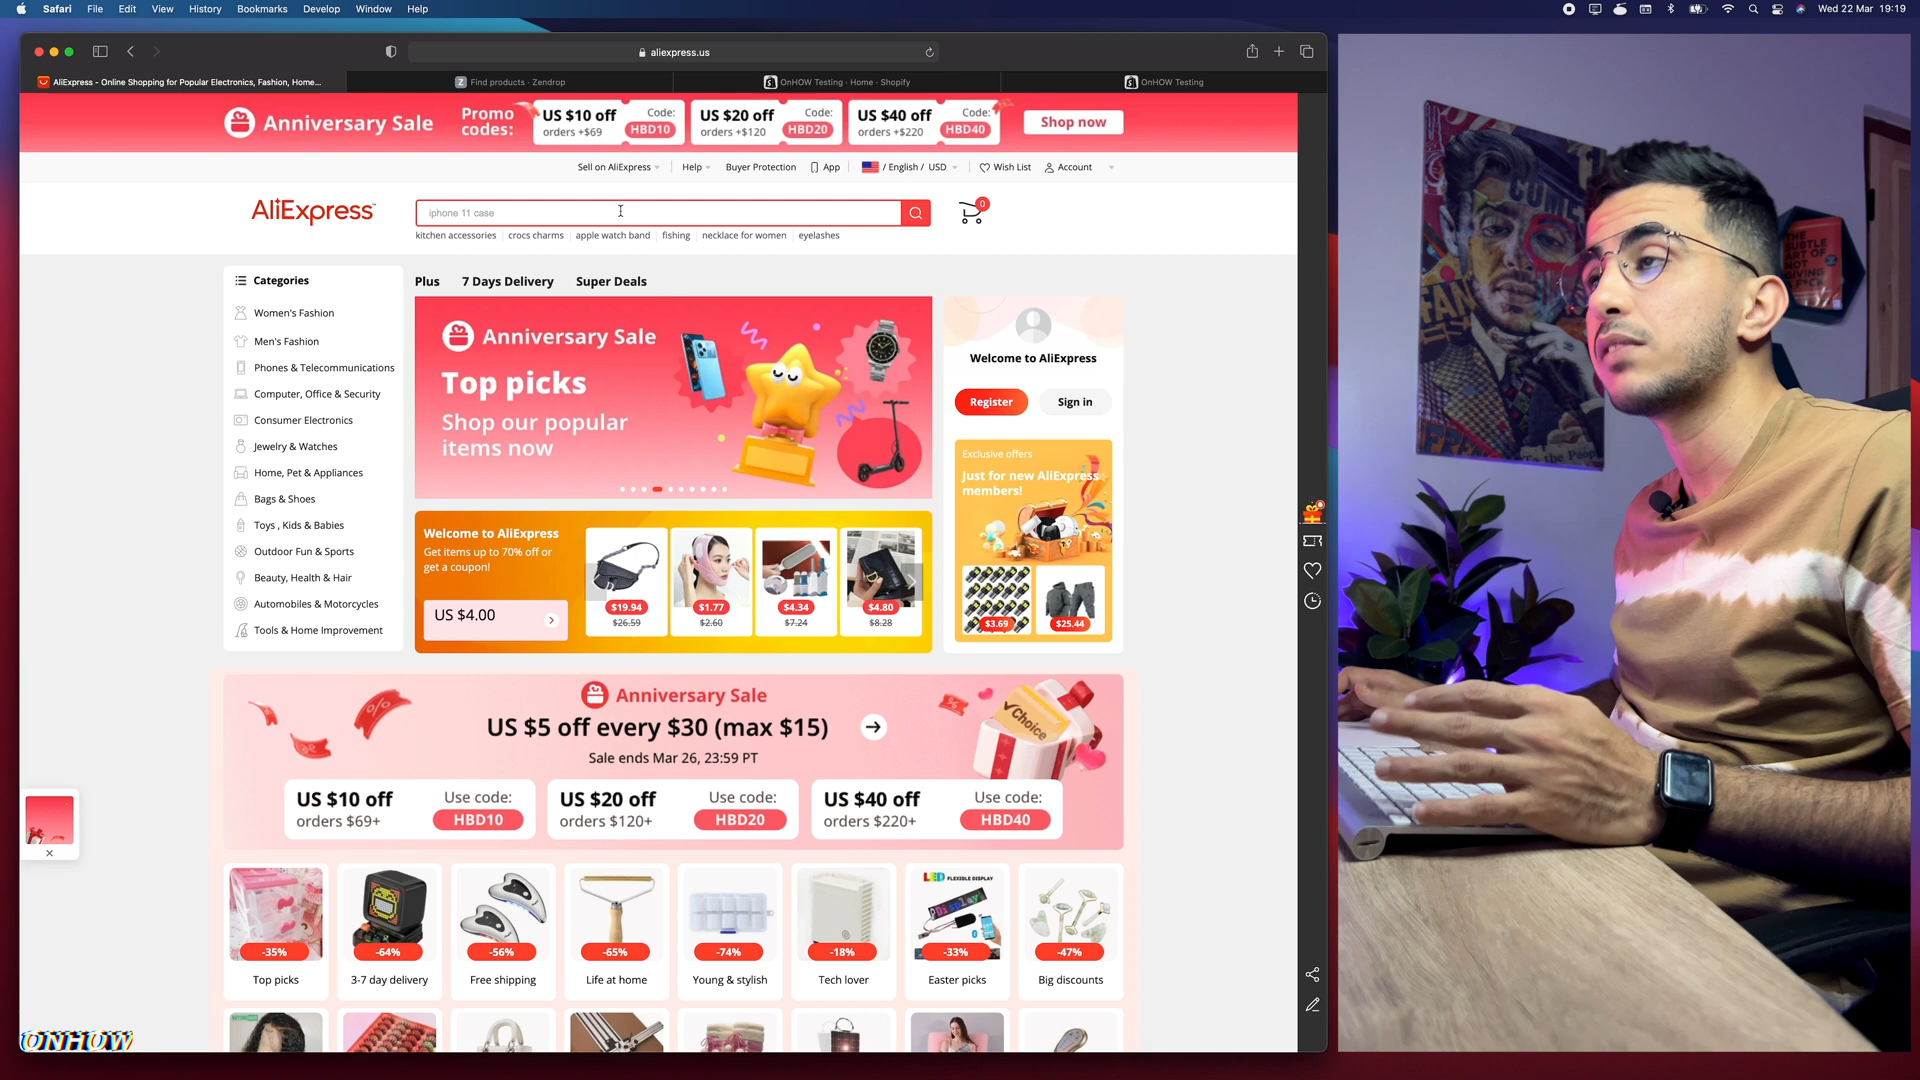 Safari File Edit View History Bookmarks Develop Window Help
Wed 22 Mar 19:19
aliexpress.us
AliExpress - Online Shopping for Popular Electronics, Fashion, Home...
Find products · Zendrop
OnHOW Testing · Home · Shopify
OnHOW Testing
Anniversary Sale
Promo codes:
US $10 off
orders +$69
Code:
HBD10
US $20 off
orders +$120
Code:
HBD20
US $40 off
orders +$220
Code:
HBD40
Shop now
Sell on AliExpress
Help
Buyer Protection
App
/ English / USD
Wish List
Account
AliExpress
iphone 11 case
0
kitchen accessories
crocs charms
apple watch band
fishing
necklace for women
eyelashes
Categories
Women's Fashion
Men's Fashion
Phones & Telecommunications
Computer, Office & Security
Consumer Electronics
Jewelry & Watches
Home, Pet & Appliances
Bags & Shoes
Toys , Kids & Babies
Outdoor Fun & Sports
Beauty, Health & Hair
Automobiles & Motorcycles
Tools & Home Improvement
Plus
7 Days Delivery
Super Deals
Anniversary Sale
Top picks
Shop our popular
items now
Welcome to AliExpress
Register
Sign in
Exclusive offers
Just for new AliExpress
members!
$3.69
$25.44
Welcome to AliExpress
Get items up to 70% off or
get a coupon!
US $4.00
$19.94
$26.59
$1.77
$2.60
$4.34
$7.24
$4.80
$8.28
Anniversary Sale
US $5 off every $30 (max $15)
Sale ends Mar 26, 23:59 PT
Choice
US $10 off
orders $69+
Use code:
HBD10
US $20 off
orders $120+
Use code:
HBD20
US $40 off
orders $220+
Use code:
HBD40
-35%
Top picks
-64%
3-7 day delivery
-56%
Free shipping
-65%
Life at home
-74%
Young & stylish
-18%
Tech lover
LED FLEXIBLE DISPLAY
-33%
Easter picks
-47%
Big discounts
ONHOW
THE
SUBTLE
ART OF
NOT
GIVING
to the People